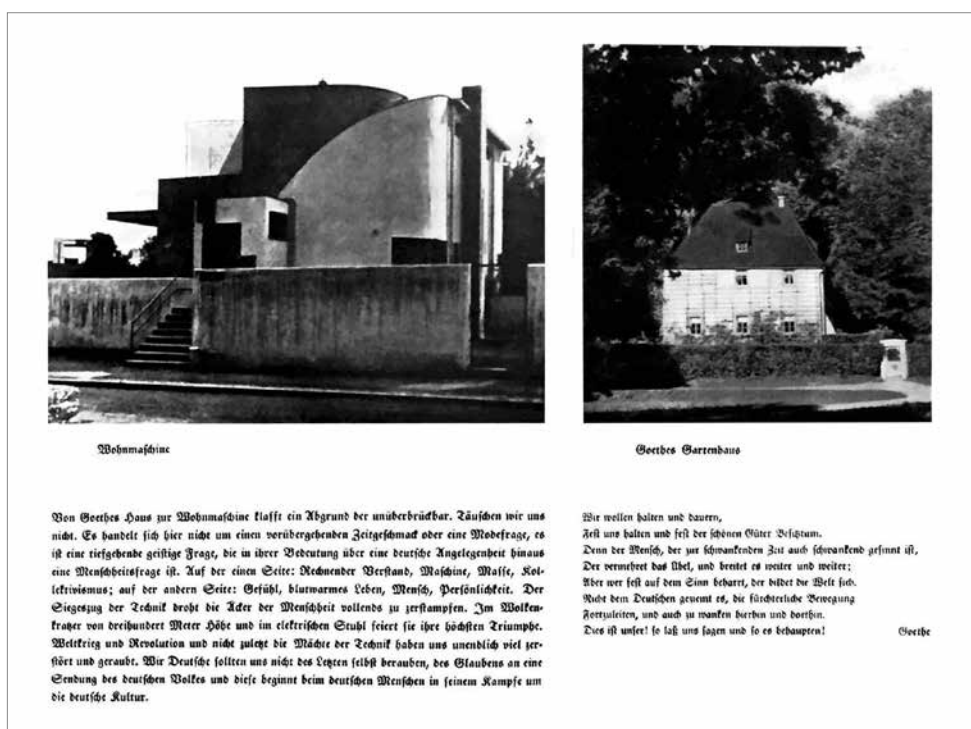 Wohnmaschine
Goethes Gartenhaus
Von Goethes Haus zur Wohnmaschine klafft ein Abgrund der unüberbrückbar. Täuschen wir uns
nicht. Es handelt sich hier nicht um einen vorübergehenden Zeitgeschmack oder eine Modefrage, es
ist eine tiefgehende geistige Frage, die in ihrer Bedeutung über eine deutsche Angelegenheit hinaus
eine Menschheitsfrage ist. Auf der einen Seite: Rechnender Verstand, Maschine, Masse, Kol-
lektivismus; auf der andern Seite: Gefühl, blutwarmes Leben, Mensch, Persönlichkeit. Der
Siegeszug der Technik droht die Äcker der Menschheit vollends zu zerstampfen. Im Wolken-
kratzer von dreihundert Meter Höhe und im elektrischen Stuhl feiert sie ihre höchsten Triumphe.
Weltkrieg und Revolution und nicht zuletzt die Mächte der Technik haben uns unendlich viel zer-
stört und geraubt. Wir Deutsche sollten uns nicht des Letzten selbst berauben, des Glaubens an eine
Sendung des deutschen Volkes und diese beginnt beim deutschen Menschen in seinem Kampfe um
die deutsche Kultur.
Wir wollen halten und dauern,
Fest uns halten und fest der schönen Güter Besitztum.
Denn der Mensch, der zur schwankenden Zeit auch schwankend gesinnt ist,
Der vermehret das Übel, und breitet es weiter und weiter;
Aber wer fest auf dem Sinn beharrt, der bildet die Welt sich.
Nicht dem Deutschen geziemt es, die fürchterliche Bewegung
Fortzuleiten, und auch zu wanken hierhin und dorthin.
Dies ist unser! so laß uns sagen und so es behaupten! Goethe